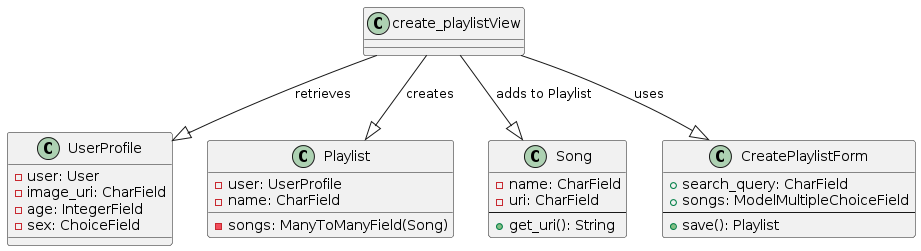 C create_playlistView
retrieves
creates
adds to Playlist
uses
C UserProfile
user: User
image_uri: CharField
age: IntegerField
sex: ChoiceField
C Playlist
user: UserProfile
name: CharField
songs: ManyToManyField(Song)
C Song
name: CharField
uri: CharField
get_uri(): String
C CreatePlaylistForm
search_query: CharField
songs: ModelMultipleChoiceField
save(): Playlist